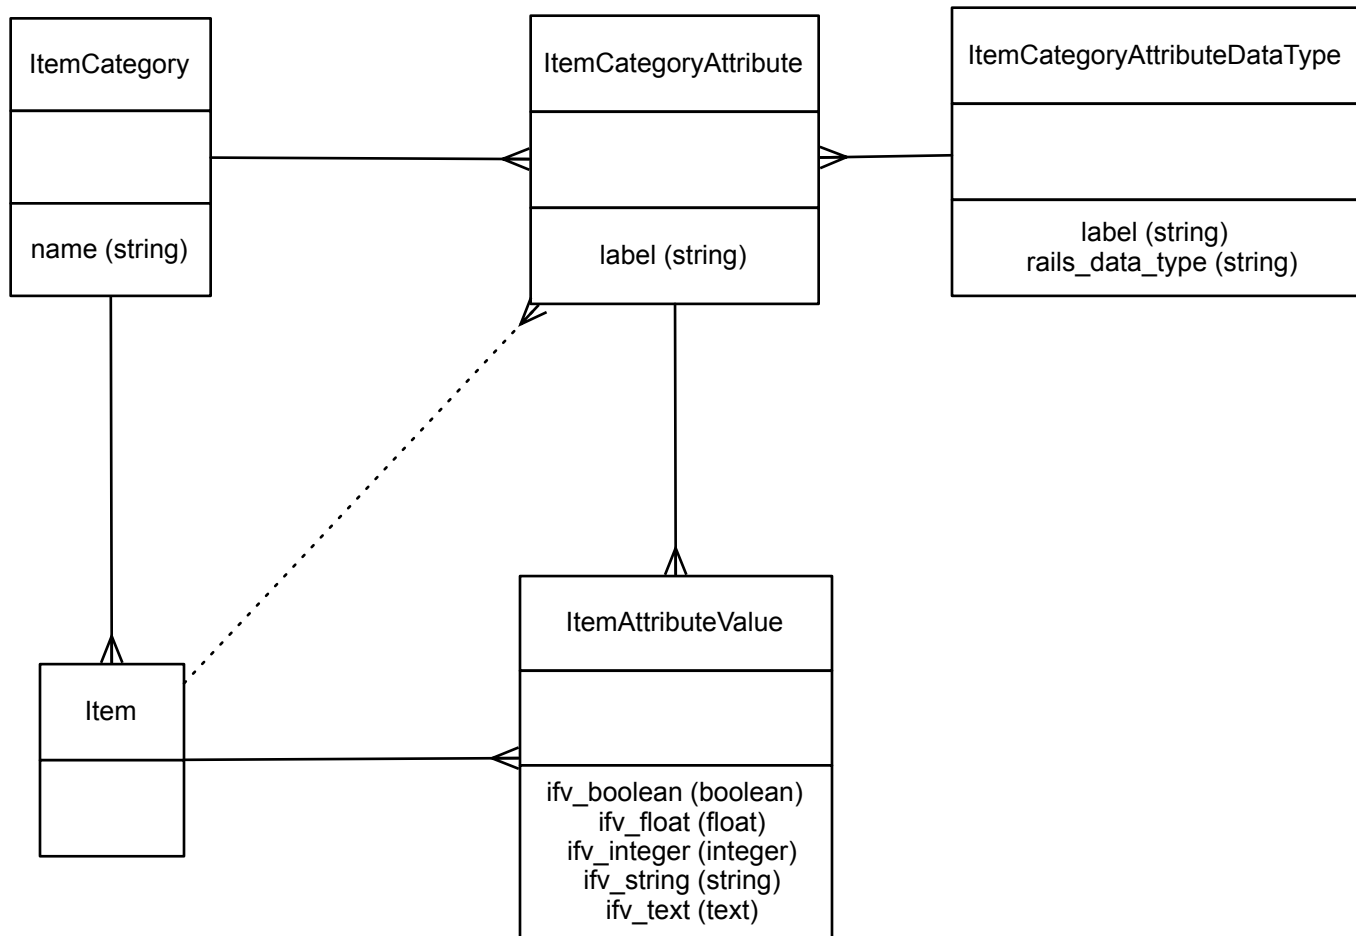 ItemCategory
name (string)
ItemCategoryAttribute
label (string)
ItemCategoryAttributeDataType
label (string)
rails_data_type (string)
Item
ItemAttributeValue
ifv_boolean (boolean)
ifv_float (float)
ifv_integer (integer)
ifv_string (string)
ifv_text (text)